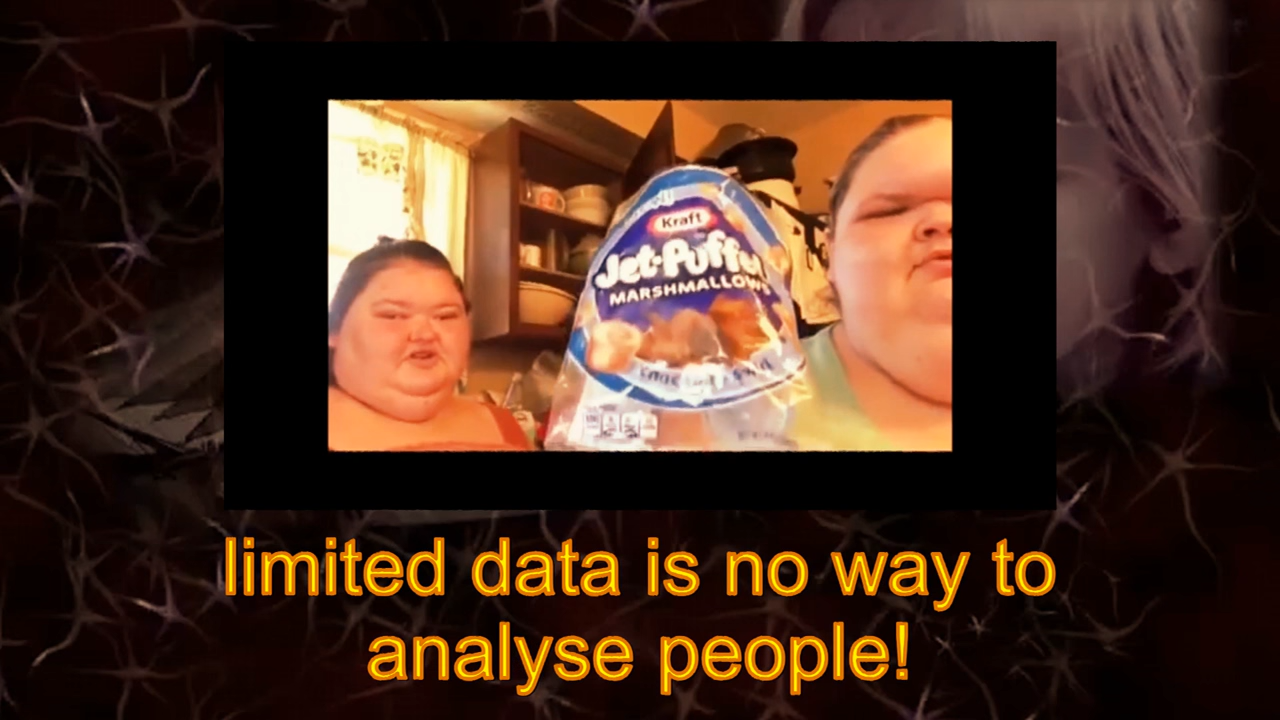 Kraft
Jet-Puffed
MARSHMALLOWS
limited data is no way to
analyse people!